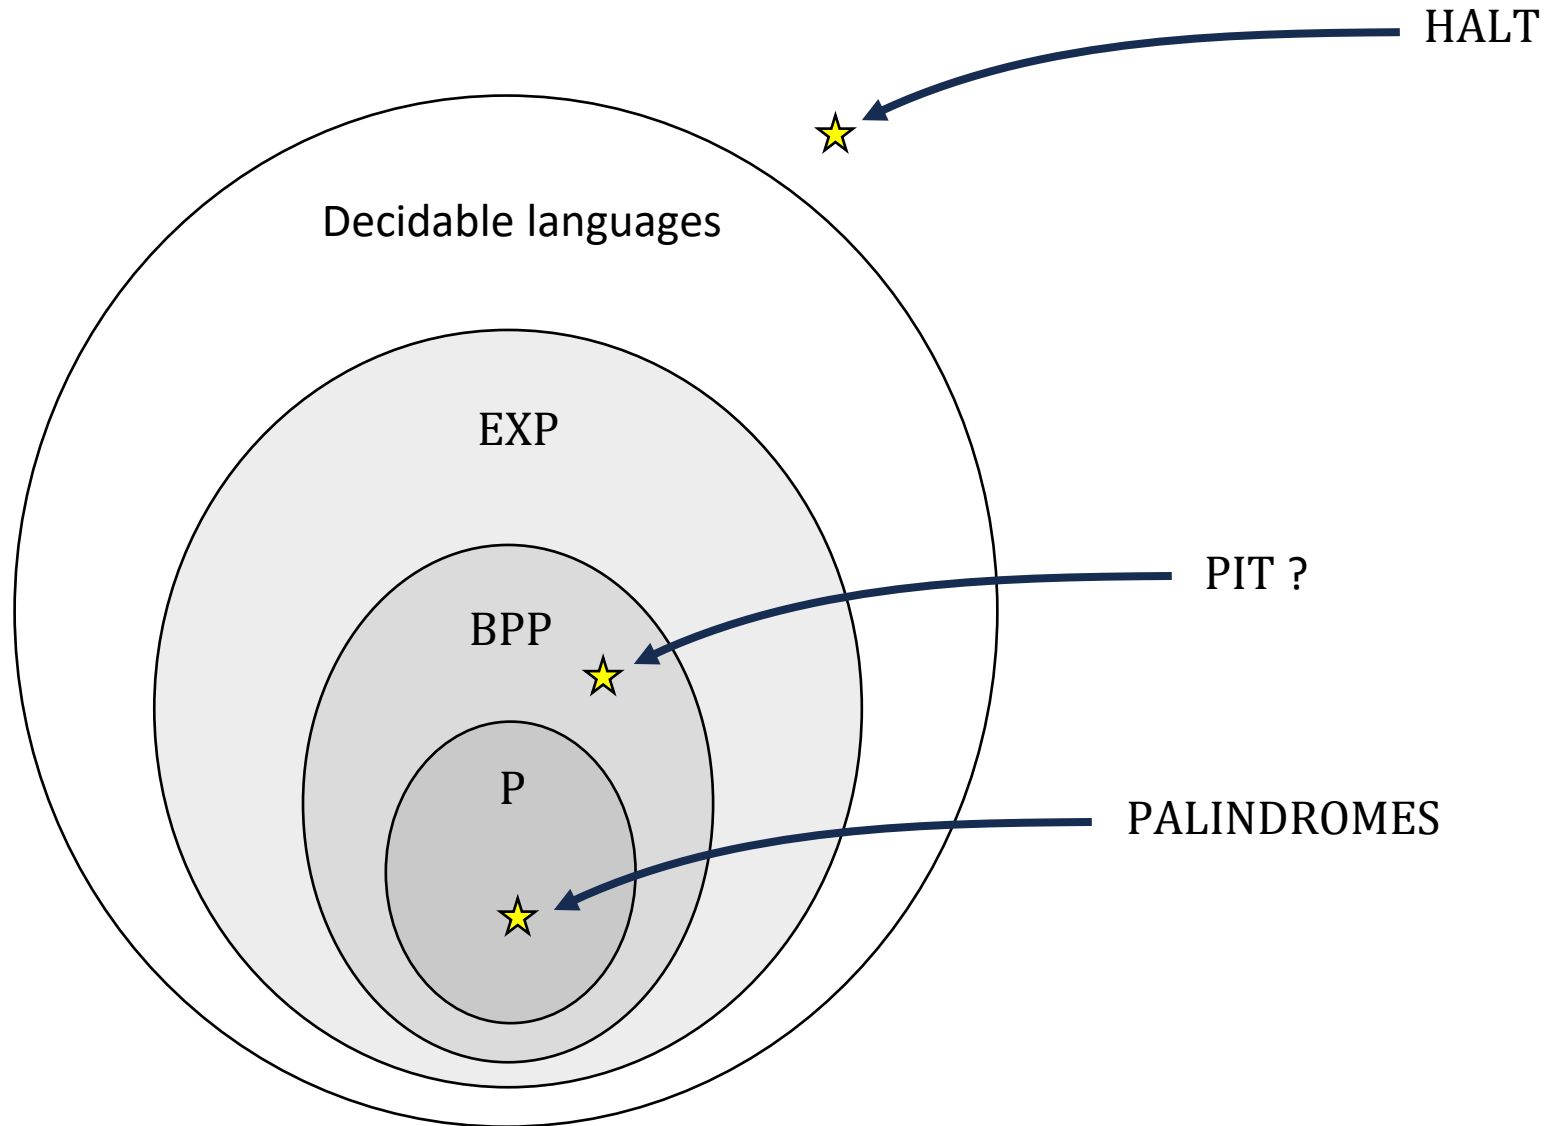 HALT
Decidable languages
EXP
PIT ?
BPP
P
PALINDROMES